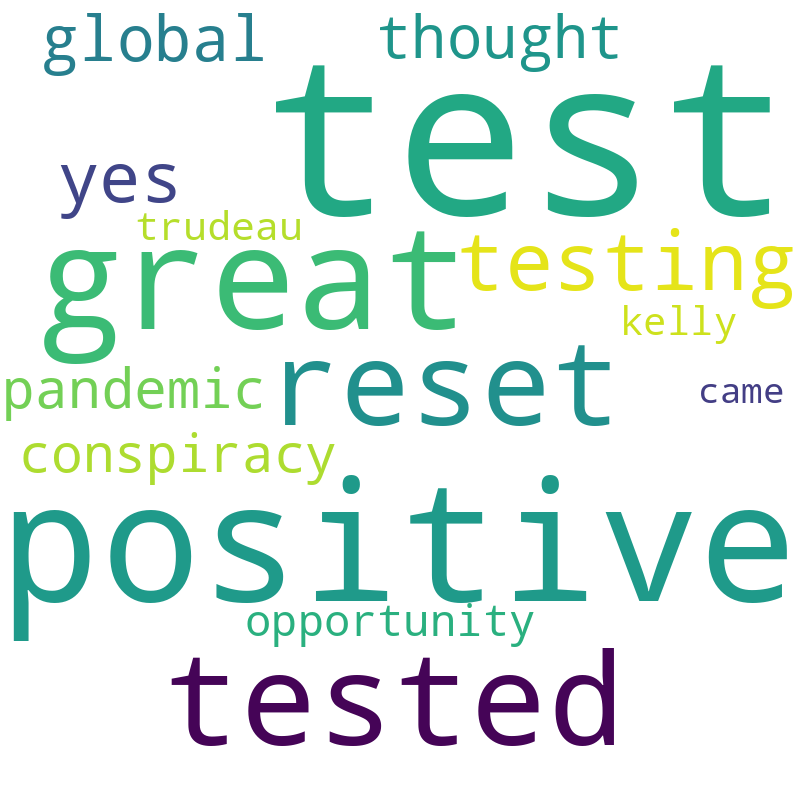 global
thought
test
yes
trudeau
great
testing
kelly
reset
pandemic
came
conspiracy
positive
opportunity
tested